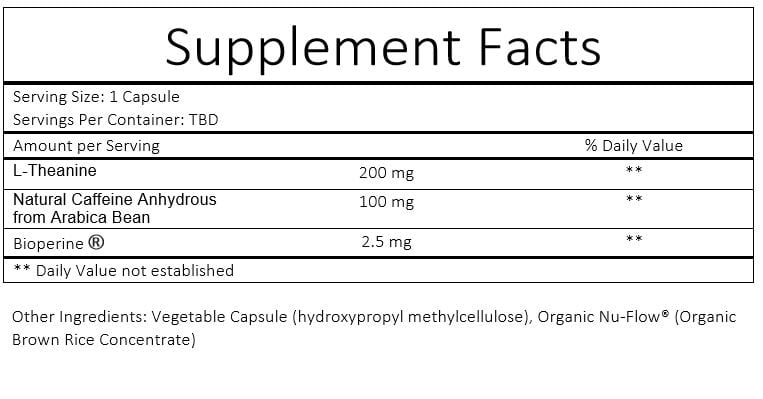 Supplement Facts
Serving Size: 1 Capsule
Servings Per Container: TBD
Amount per Serving % Daily Value
L-Theanine 200 mg **
Natural Caffeine Anhydrous
from Arabica Bean 100 mg **
Bioperine ® 2.5 mg **
** Daily Value not established
Other Ingredients: Vegetable Capsule (hydroxypropyl methylcellulose), Organic Nu-Flow® (Organic
Brown Rice Concentrate)